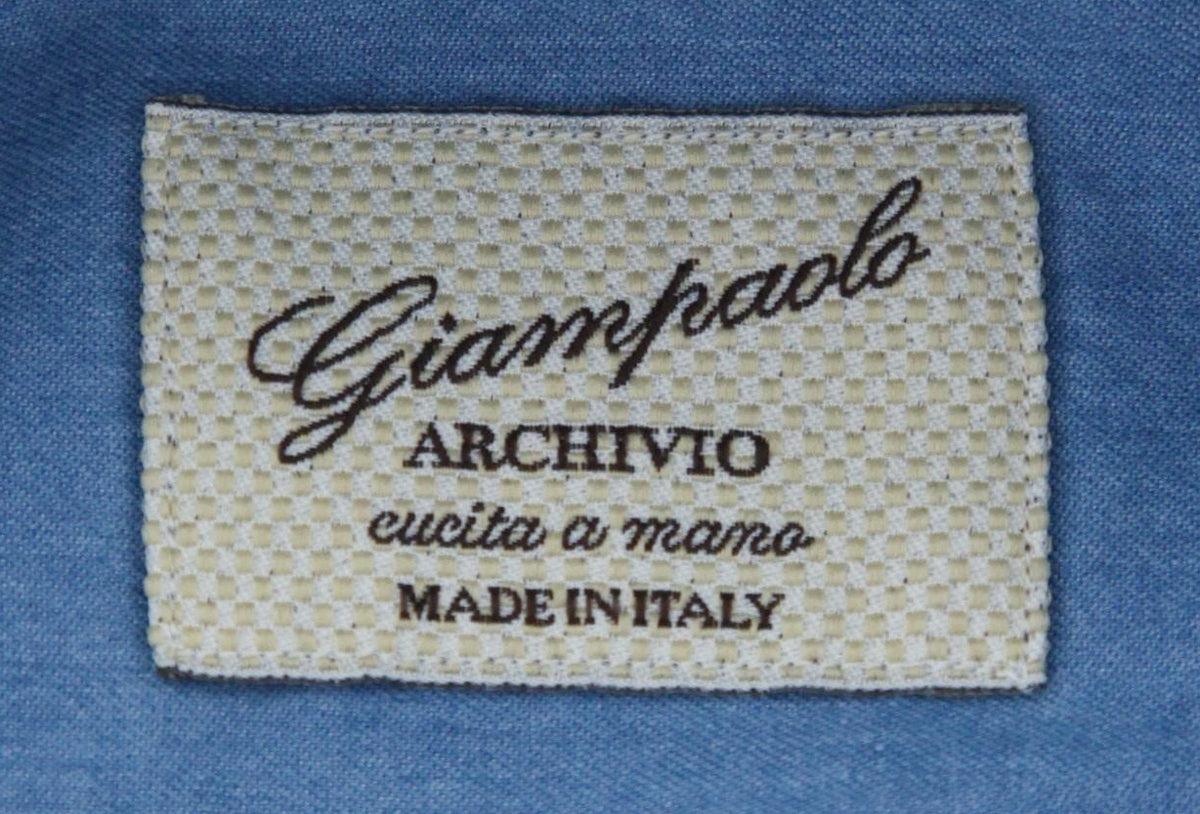 Giampaolo
ARCHIVIO
cucita a mano
MADE IN ITALY